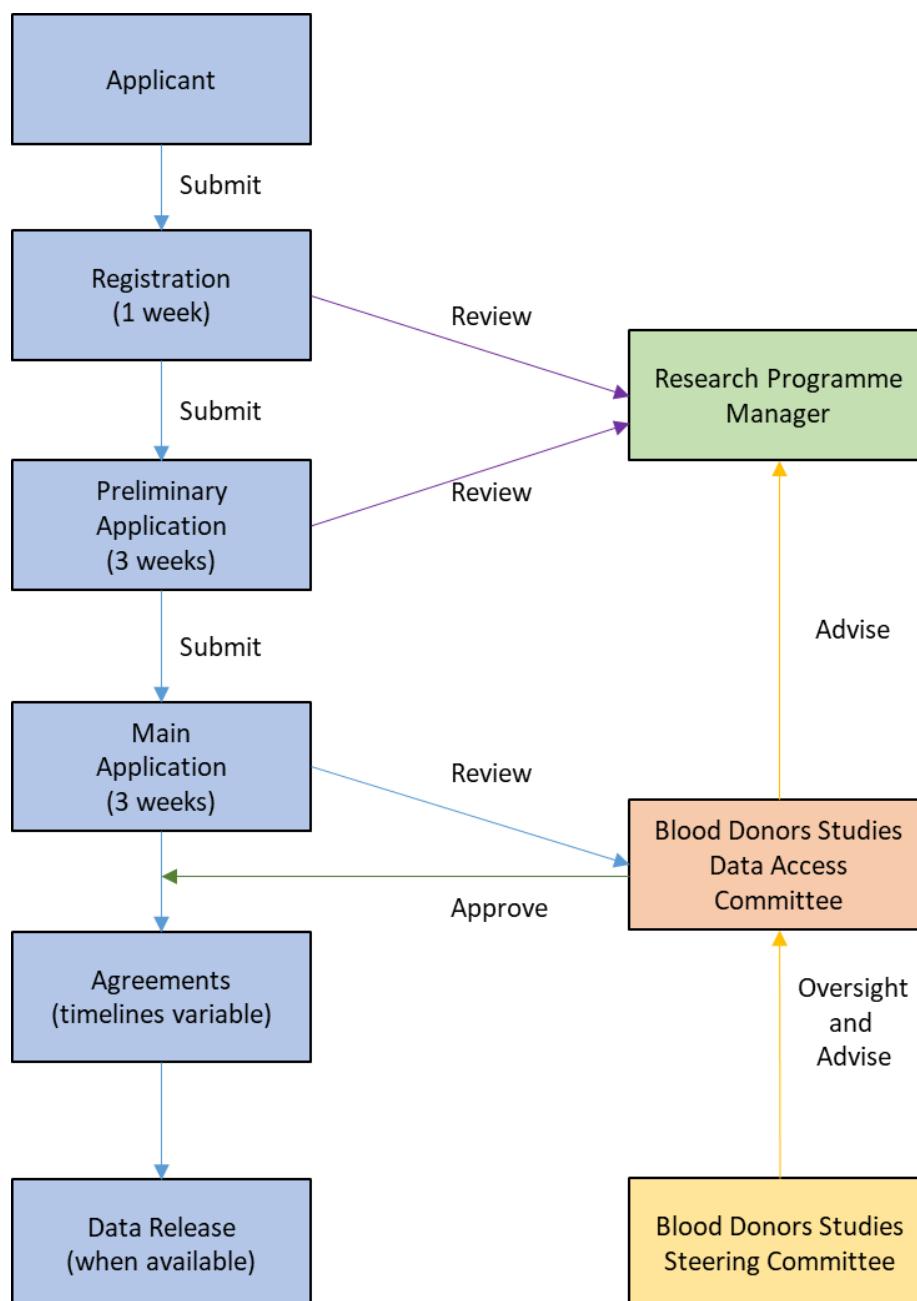 Applicant
Submit
Registration
(1 week)
Review
Research Programme
Manager
Submit
Preliminary
Application
(3 weeks)
Review
Submit
Advise
Main
Application
(3 weeks)
Review
Blood Donors Studies
Data Access
Committee
Approve
Agreements
(timelines variable)
Oversight
and
Advise
Data Release
(when available)
Blood Donors Studies
Steering Committee